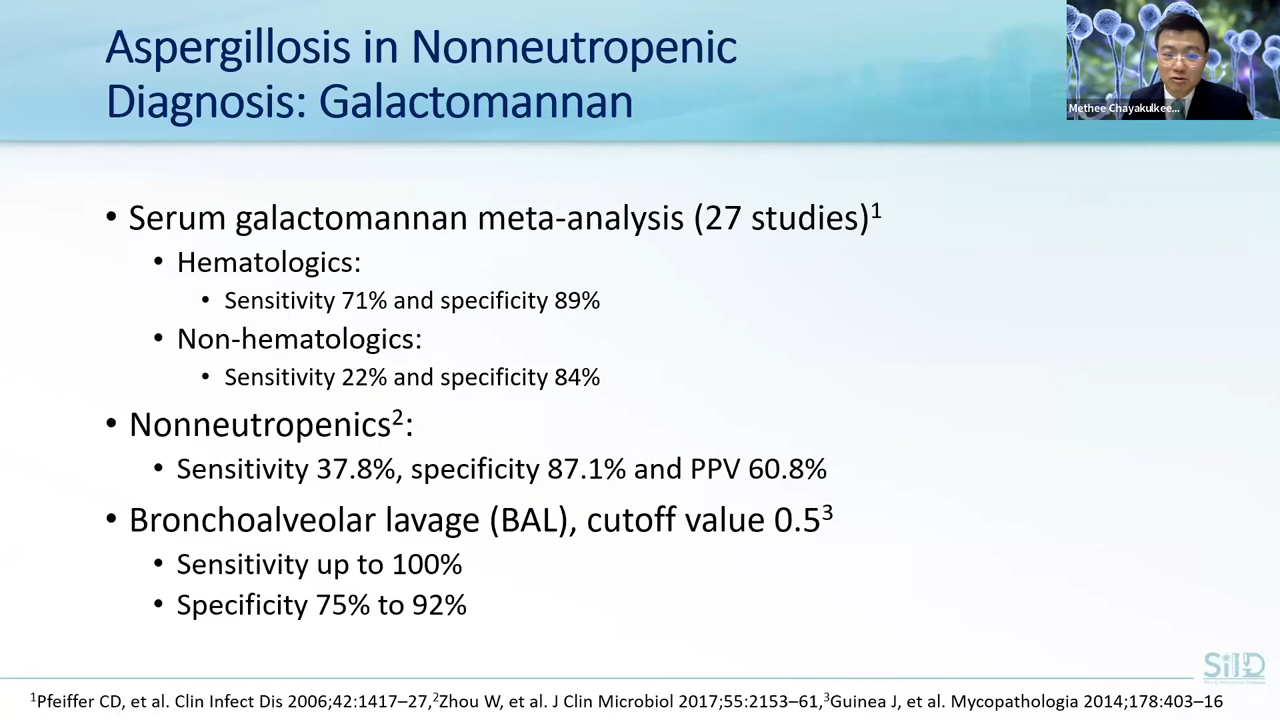 Aspergillosis in Nonneutropenic
Diagnosis: Galactomannan
Methee Chayakulkee...
• Serum galactomannan meta-analysis (27 studies)¹
• Hematologics:
• Sensitivity 71% and specificity 89%
• Non-hematologics:
• Sensitivity 22% and specificity 84%
• Nonneutropenics²:
• Sensitivity 37.8%, specificity 87.1% and PPV 60.8%
• Bronchoalveolar lavage (BAL), cutoff value 0.5³
• Sensitivity up to 100%
• Specificity 75% to 92%
SiID
¹Pfeiffer CD, et al. Clin Infect Dis 2006;42:1417–27,²Zhou W, et al. J Clin Microbiol 2017;55:2153–61,³Guinea J, et al. Mycopathologia 2014;178:403–16